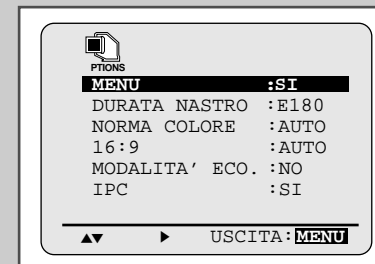 PTIONS
MENU :SI
DURATA NASTRO :E180
NORMA COLORE :AUTO
16:9 :AUTO
MODALITA' ECO. :NO
IPC :SI
▲▼ ► USCITA:MENU